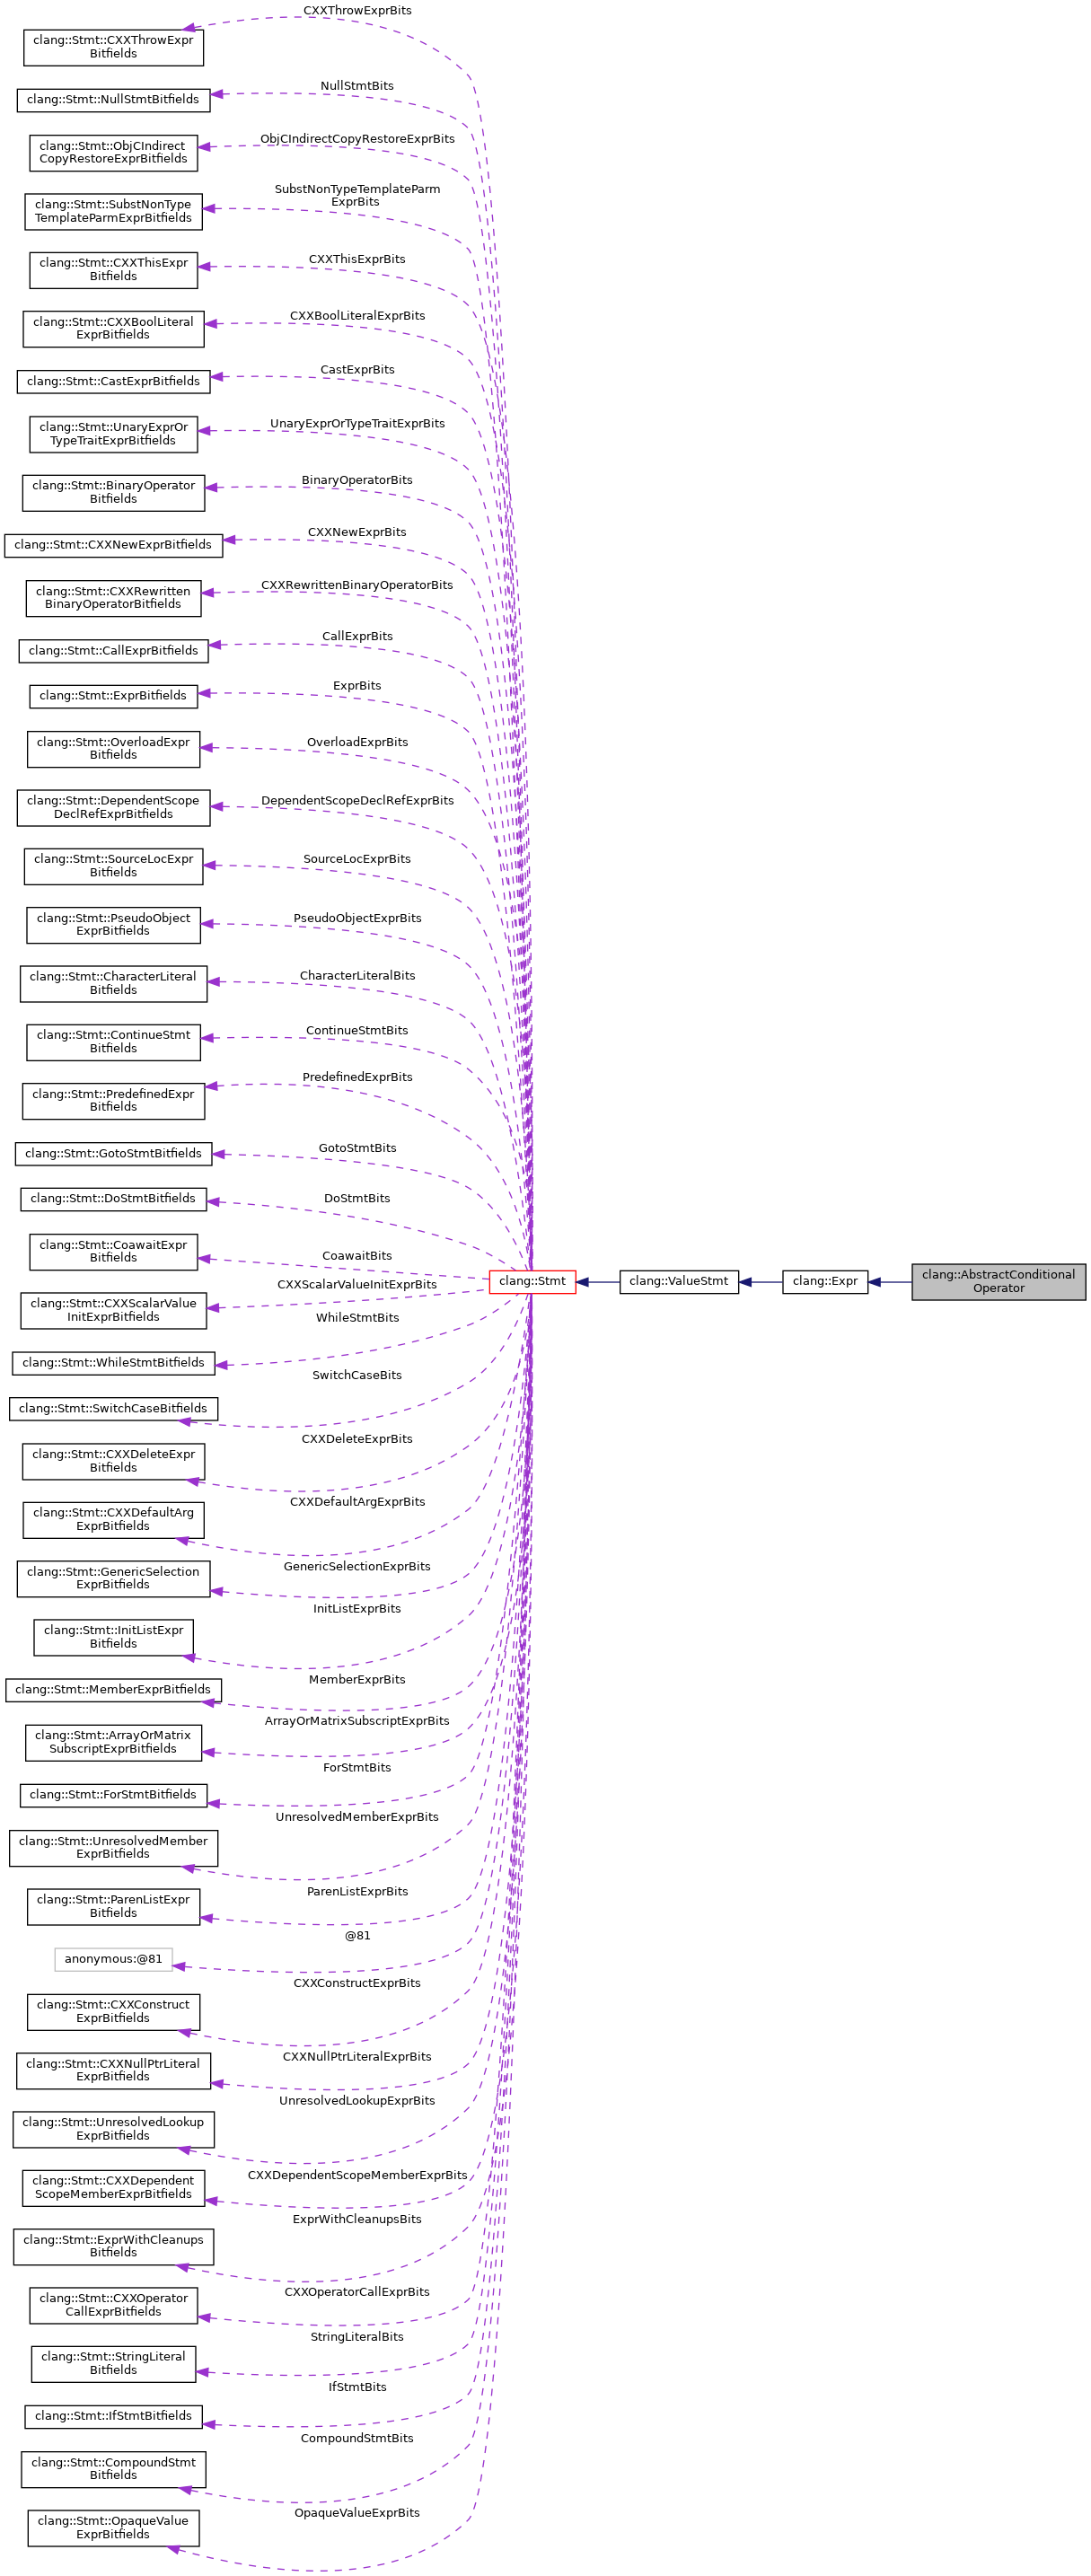 CXXThrowExprBits
clang::Stmt::CXXThrowExpr
Bitfields
NullStmtBits
clang::Stmt::NullStmtBitfields
ObjCIndirectCopyRestoreExprBits
clang::Stmt::ObjCIndirect
CopyRestoreExprBitfields
SubstNonTypeTemplateParm
ExprBits
clang::Stmt::SubstNonType
TemplateParmExprBitfields
CXXThisExprBits
clang::Stmt::CXXThisExpr
Bitfields
CXXBoolLiteralExprBits
clang::Stmt::CXXBoolLiteral
ExprBitfields
CastExprBits
clang::Stmt::CastExprBitfields
UnaryExprOrTypeTraitExprBits
clang::Stmt::UnaryExprOr
TypeTraitExprBitfields
BinaryOperatorBits
clang::Stmt::BinaryOperator
Bitfields
CXXNewExprBits
clang::Stmt::CXXNewExprBitfields
CXXRewrittenBinaryOperatorBits
clang::Stmt::CXXRewritten
BinaryOperatorBitfields
CallExprBits
clang::Stmt::CallExprBitfields
ExprBits
clang::Stmt::ExprBitfields
OverloadExprBits
clang::Stmt::OverloadExpr
Bitfields
DependentScopeDeclRefExprBits
clang::Stmt::DependentScope
DeclRefExprBitfields
SourceLocExprBits
clang::Stmt::SourceLocExpr
Bitfields
PseudoObjectExprBits
clang::Stmt::PseudoObject
ExprBitfields
CharacterLiteralBits
clang::Stmt::CharacterLiteral
Bitfields
ContinueStmtBits
clang::Stmt::ContinueStmt
Bitfields
PredefinedExprBits
clang::Stmt::PredefinedExpr
Bitfields
GotoStmtBits
clang::Stmt::GotoStmtBitfields
DoStmtBits
clang::Stmt::DoStmtBitfields
CoawaitBits
clang::Stmt::CoawaitExpr
Bitfields
clang::Stmt
clang::ValueStmt
clang::Expr
clang::AbstractConditional
Operator
CXXScalarValueInitExprBits
clang::Stmt::CXXScalarValue
InitExprBitfields
WhileStmtBits
clang::Stmt::WhileStmtBitfields
SwitchCaseBits
clang::Stmt::SwitchCaseBitfields
CXXDeleteExprBits
clang::Stmt::CXXDeleteExpr
Bitfields
CXXDefaultArgExprBits
clang::Stmt::CXXDefaultArg
ExprBitfields
GenericSelectionExprBits
clang::Stmt::GenericSelection
ExprBitfields
InitListExprBits
clang::Stmt::InitListExpr
Bitfields
MemberExprBits
clang::Stmt::MemberExprBitfields
ArrayOrMatrixSubscriptExprBits
clang::Stmt::ArrayOrMatrix
SubscriptExprBitfields
ForStmtBits
clang::Stmt::ForStmtBitfields
UnresolvedMemberExprBits
clang::Stmt::UnresolvedMember
ExprBitfields
ParenListExprBits
clang::Stmt::ParenListExpr
Bitfields
@81
anonymous:@81
CXXConstructExprBits
clang::Stmt::CXXConstruct
ExprBitfields
CXXNullPtrLiteralExprBits
clang::Stmt::CXXNullPtrLiteral
ExprBitfields
UnresolvedLookupExprBits
clang::Stmt::UnresolvedLookup
ExprBitfields
CXXDependentScopeMemberExprBits
clang::Stmt::CXXDependent
ScopeMemberExprBitfields
ExprWithCleanupsBits
clang::Stmt::ExprWithCleanups
Bitfields
CXXOperatorCallExprBits
clang::Stmt::CXXOperator
CallExprBitfields
StringLiteralBits
clang::Stmt::StringLiteral
Bitfields
IfStmtBits
clang::Stmt::IfStmtBitfields
CompoundStmtBits
clang::Stmt::CompoundStmt
Bitfields
OpaqueValueExprBits
clang::Stmt::OpaqueValue
ExprBitfields